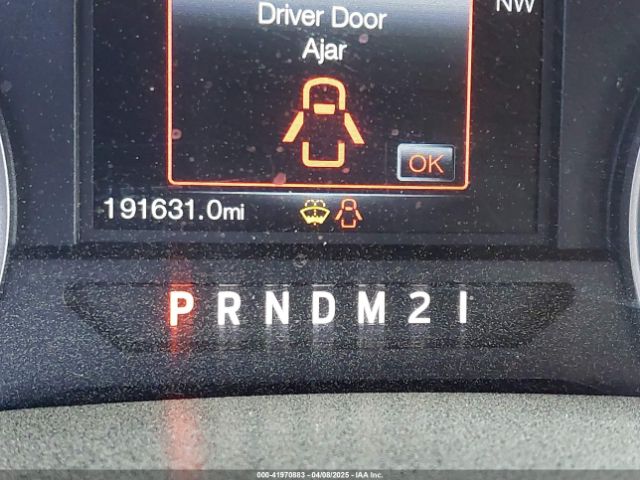 NW
Driver Door
Ajar
OK
191631.0mi
P R N D M 2 1
000-41970883 04/08/2025 IAA Inc.